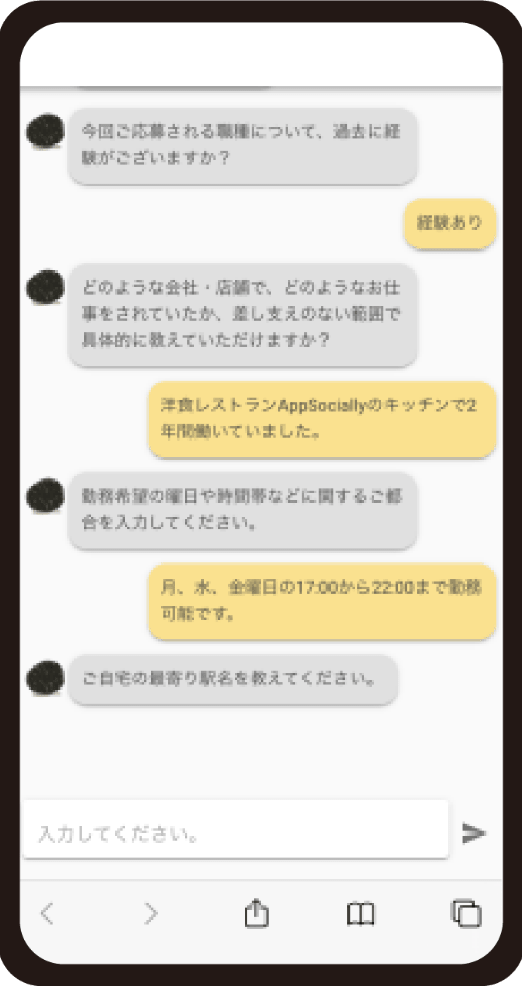 今回ご応募される職種について、過去に経
験がございますか？
経験あり
どのような会社・店舗で、どのようなお仕
事をされていたか、差し支えのない範囲で
具体的に教えていただけますか？
洋食レストランAppSociallyのキッチンで2
年間働いていました。
勤務希望の曜日や時間帯などに関するご都
合を入力してください。
月、水、金曜日の17:00から22:00まで勤務
可能です。
ご自宅の最寄り駅名を教えてください。
入力してください。